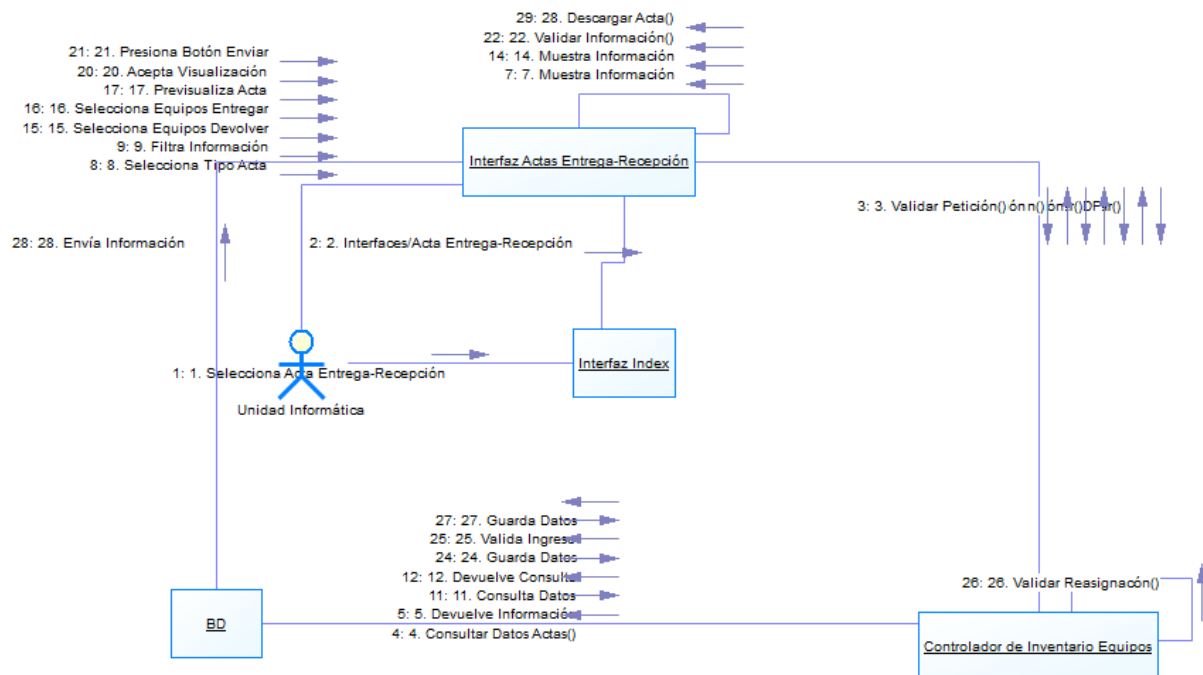 29: 28. Descargar Acta()
22: 22. Validar Información()
14: 14. Muestra Información
7: 7. Muestra Información
21: 21. Presiona Botón Enviar
20: 20. Acepta Visualización
17: 17. Previsualiza Acta
16: 16. Selecciona Equipos Entregar
15: 15. Selecciona Equipos Devolver
9: 9. Filtra Información
8: 8. Selecciona Tipo Acta
Interfaz Actas Entrega-Recepción
3: 3. Validar Petición()
28: 28. Envía Información
2: 2. Interfaces/Acta Entrega-Recepción
1: 1. Selecciona Acta Entrega-Recepción
Interfaz Index
Unidad Informática
27: 27. Guarda Datos
25: 25. Valida Ingreso
24: 24. Guarda Datos
12: 12. Devuelve Consulta
11: 11. Consulta Datos
5: 5. Devuelve Información
4: 4. Consultar Datos Actas()
26: 26. Validar Reasignacón()
BD
Controlador de Inventario Equipos